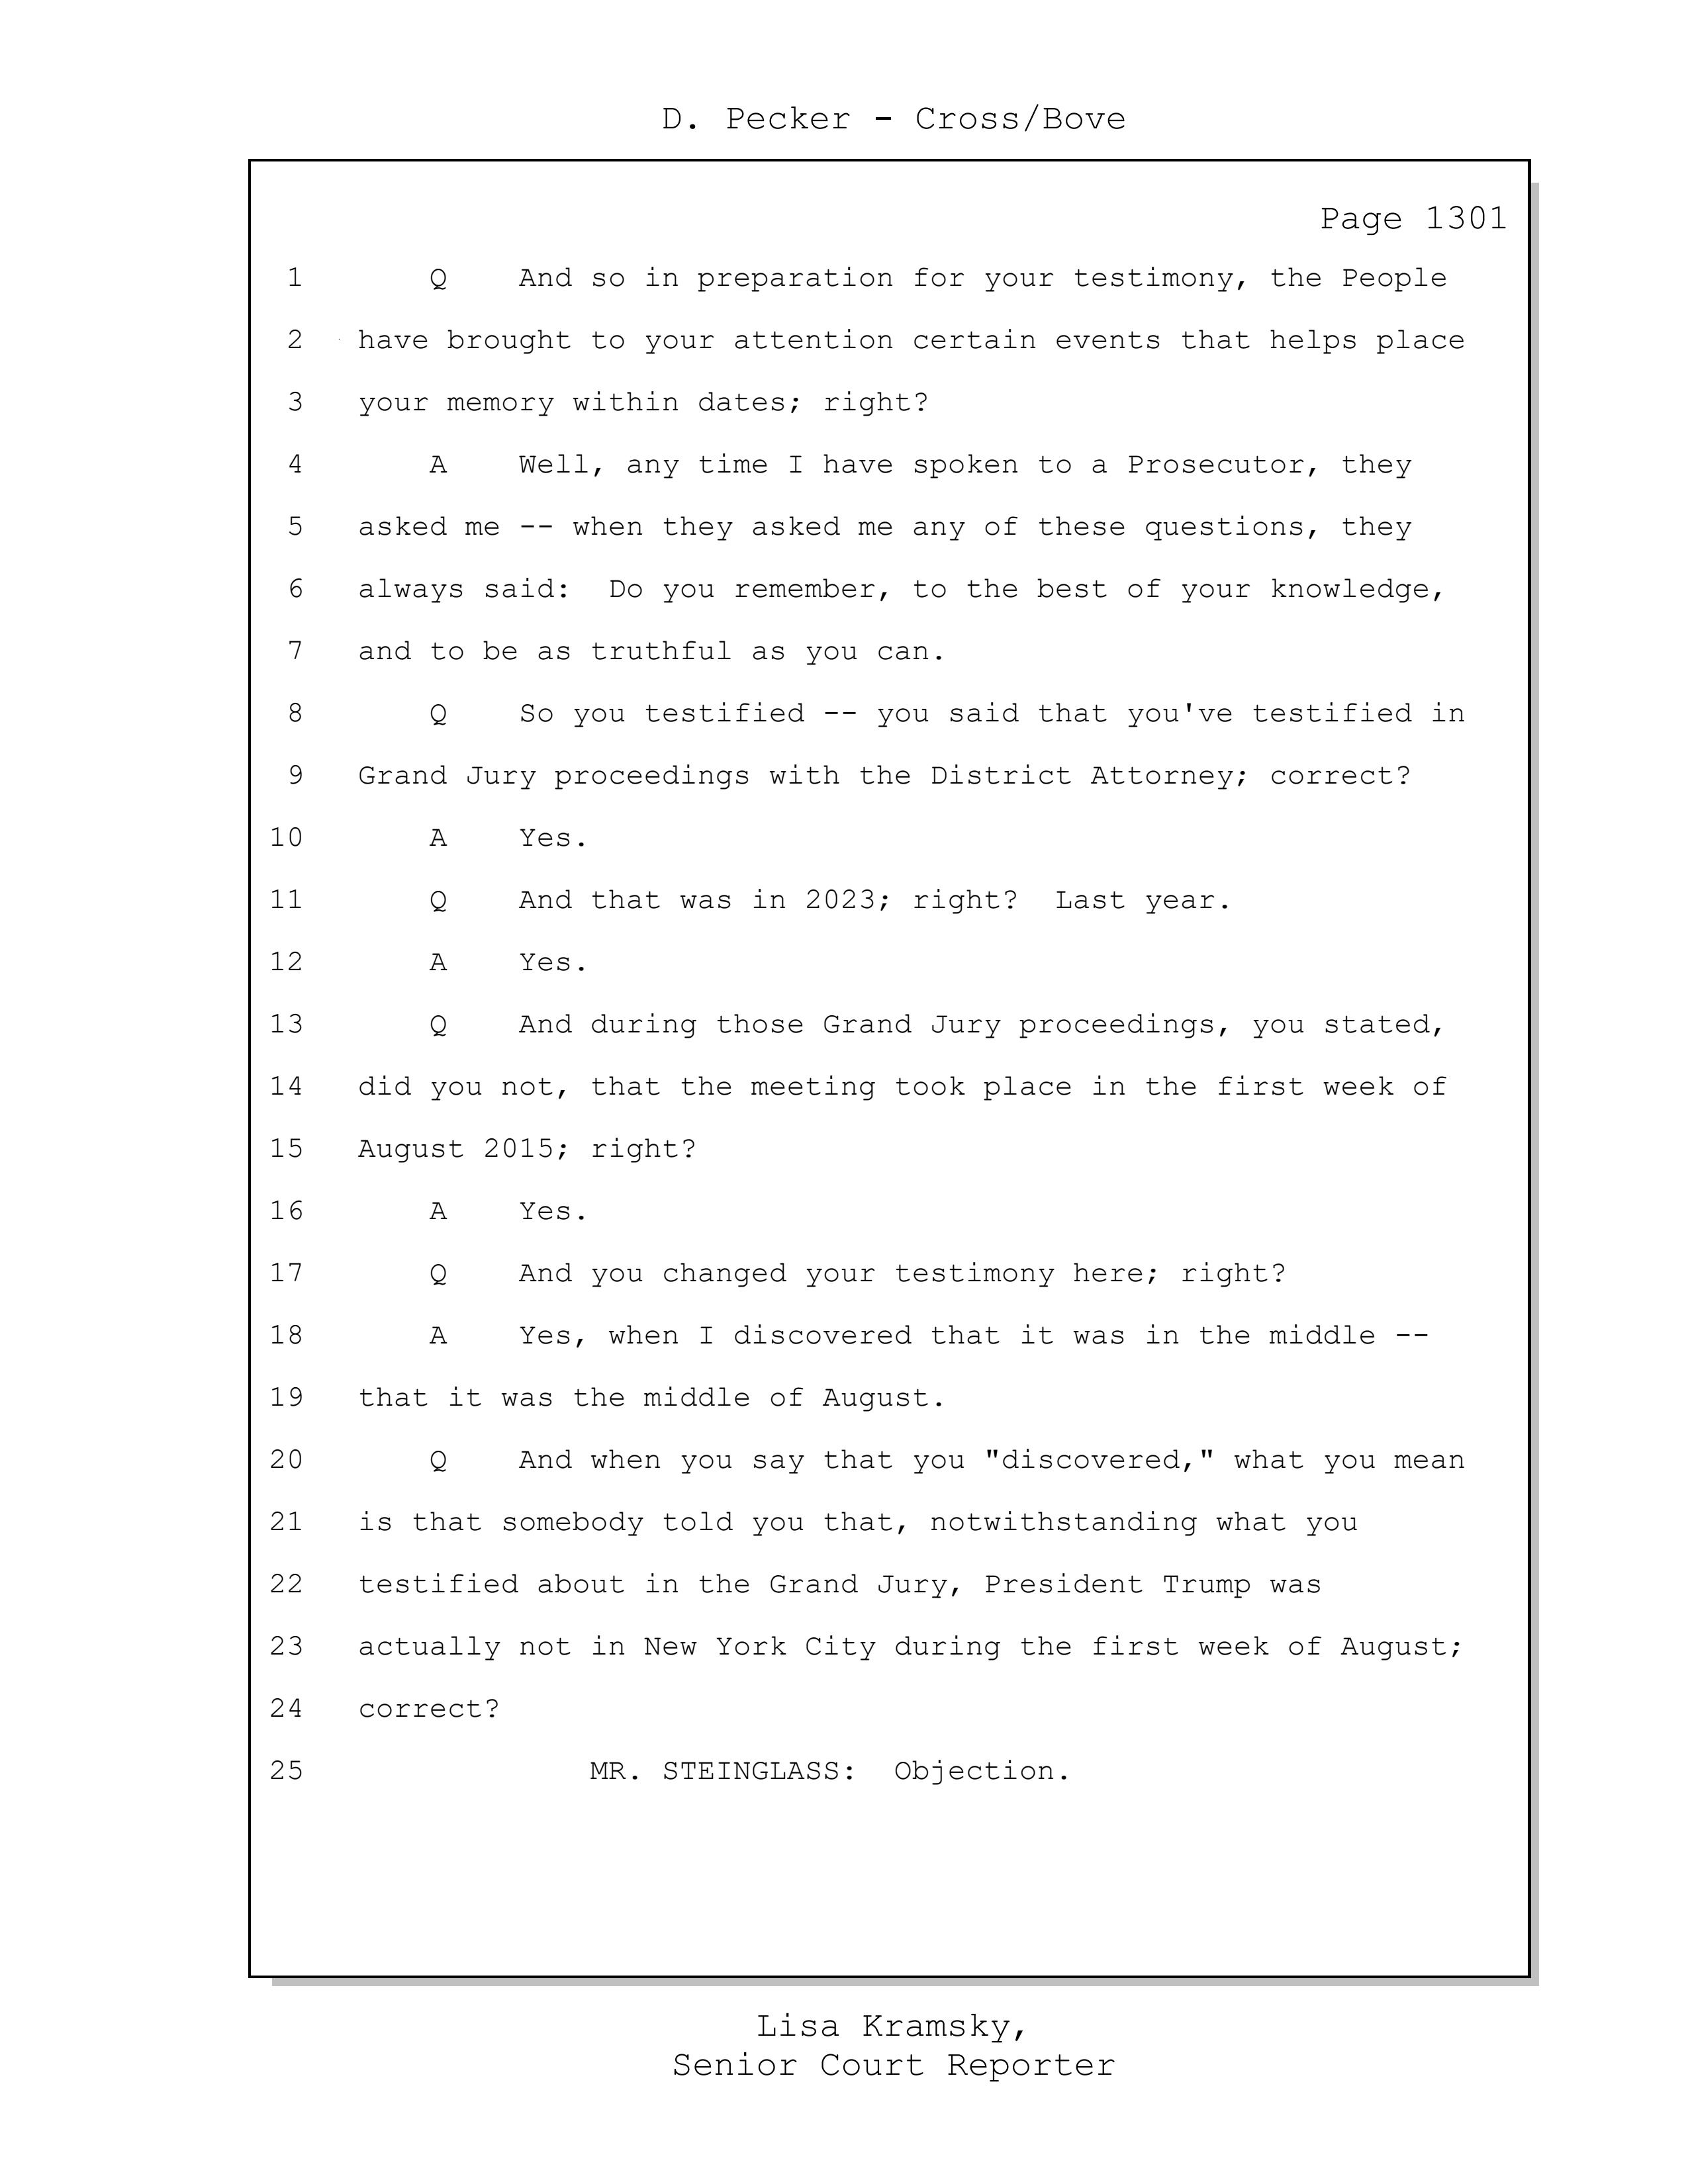 D. Pecker - Cross/Bove
Page 1301
1 Q And so in preparation for your testimony, the People
2 have brought to your attention certain events that helps place
3 your memory within dates; right?
4 A Well, any time I have spoken to a Prosecutor, they
5 asked me -- when they asked me any of these questions, they
6 always said: Do you remember, to the best of your knowledge,
7 and to be as truthful as you can.
8 Q So you testified -- you said that you've testified in
9 Grand Jury proceedings with the District Attorney; correct?
10 A Yes.
11 Q And that was in 2023; right? Last year.
12 A Yes.
13 Q And during those Grand Jury proceedings, you stated,
14 did you not, that the meeting took place in the first week of
15 August 2015; right?
16 A Yes.
17 Q And you changed your testimony here; right?
18 A Yes, when I discovered that it was in the middle --
19 that it was the middle of August.
20 Q And when you say that you "discovered," what you mean
21 is that somebody told you that, notwithstanding what you
22 testified about in the Grand Jury, President Trump was
23 actually not in New York City during the first week of August;
24 correct?
25 MR. STEINGLASS: Objection.
Lisa Kramsky,
Senior Court Reporter